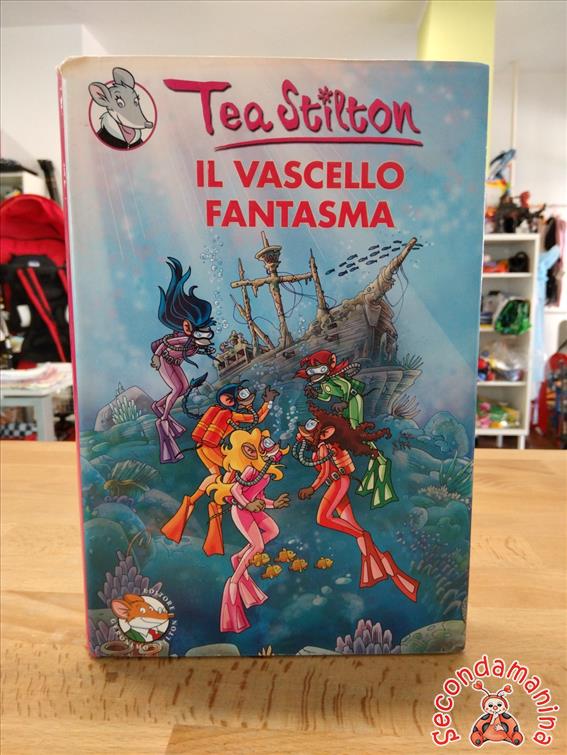 Tea Stilton
IL VASCELLO
FANTASMA
Secondamanina